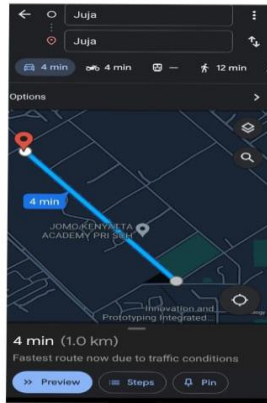 Juja
Juja
4 min
4 min
—
12 min
Options
4 min
JOMO KENYATTA
ACADEMY PRI SCH
Innovation and
Prototyping Integrated...
4 min (1.0 km)
Fastest route now due to traffic conditions
Preview
Steps
Pin